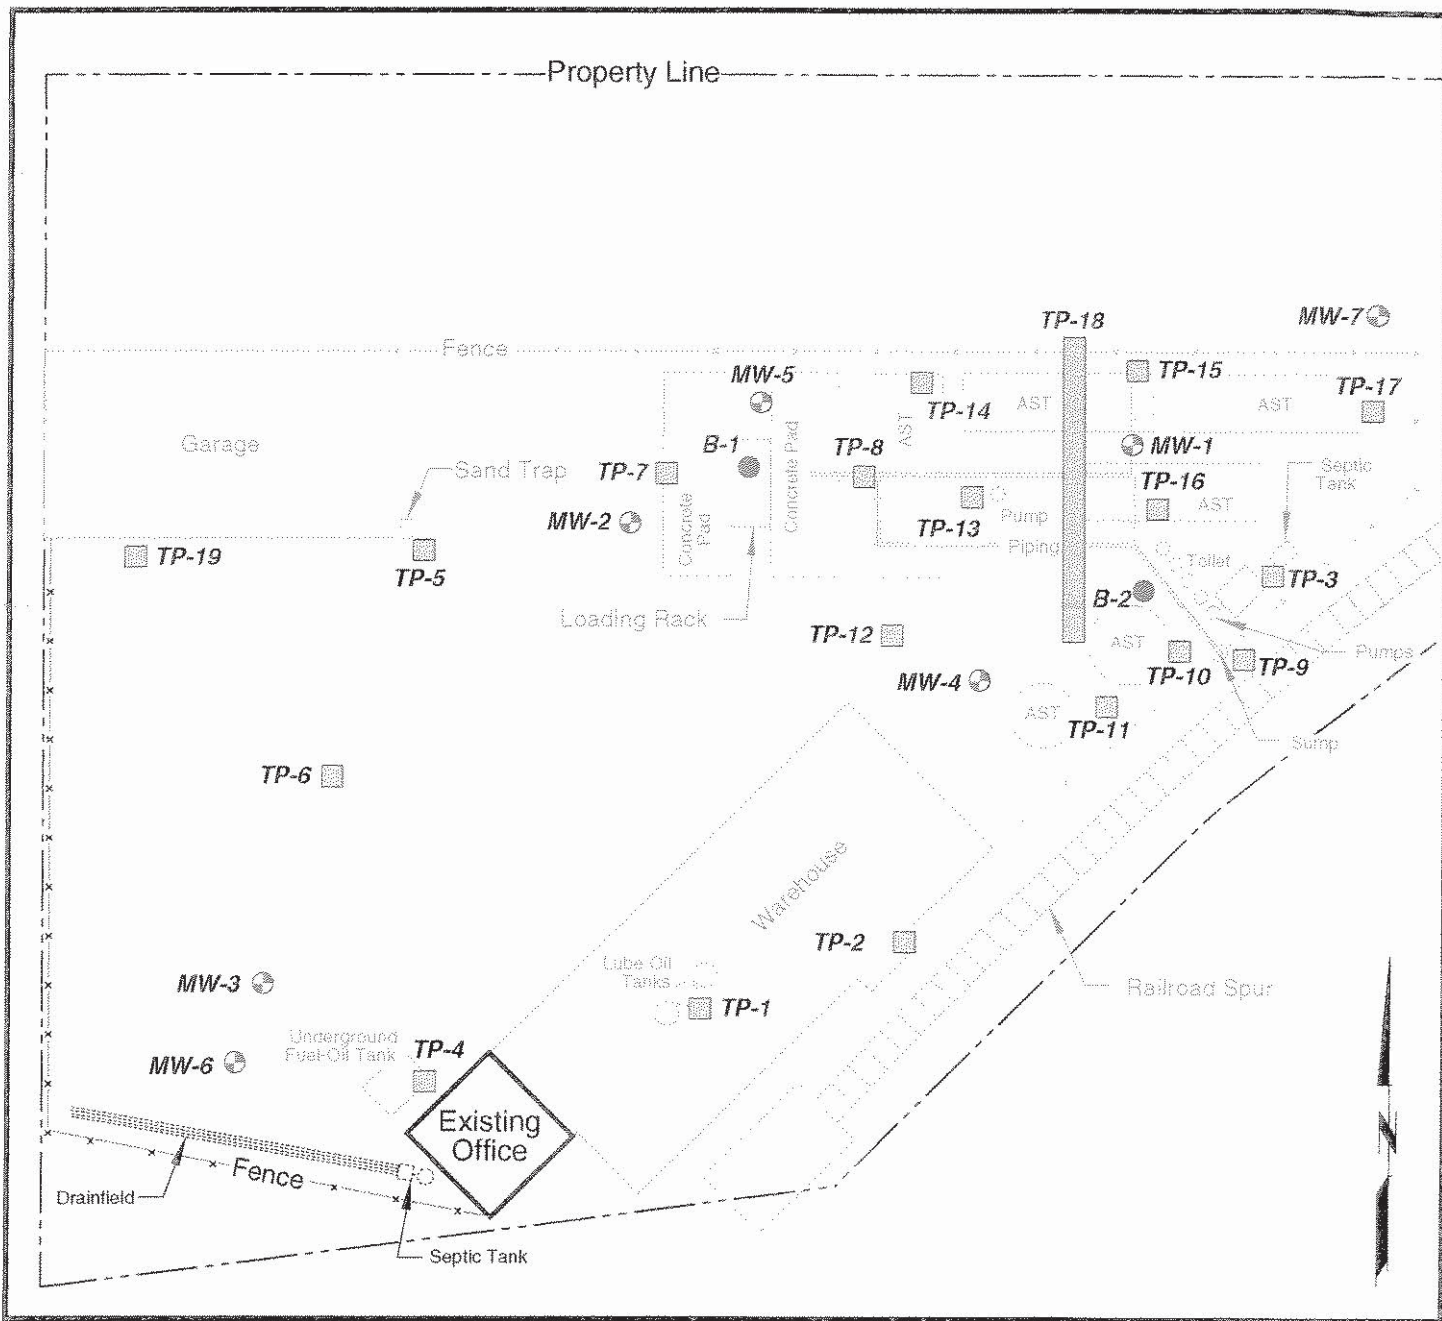 Property Line
MW-7
TP-18
Fence
MW-5
TP-15
TP-17
TP-14
AST
AST
AST
Garage
B-1
Concrete Pad
TP-8
MW-1
Sand Trap
TP-7
Septic
Tank
TP-16
AST
MW-2
Concrete
Pad
TP-13
Pump
Piping
TP-19
TP-5
Toilet
TP-3
B-2
Loading Rack
TP-12
AST
Pumps
TP-10
TP-9
MW-4
AST
TP-11
Sump
TP-6
Warehouse
TP-2
Lube Oil
Tanks
MW-3
Railroad Spur
TP-1
Underground
Fuel-Oil Tank
MW-6
TP-4
Existing
Office
Fence
Drainfield
Septic Tank
N